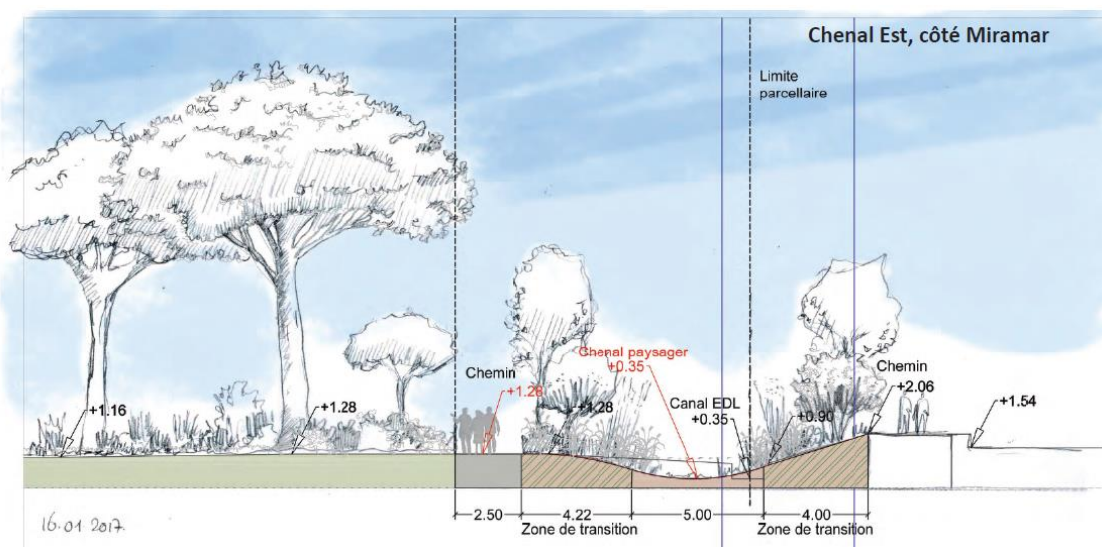 Chenal Est, côté Miramar
Limite
parcellaire
Chenal paysager
+0.35
Chemin
+1.28
Chemin
+2.06
Canal EDL
+0.35
+1.16
+1.28
+1.28
+0.90
+1.54
16.01 2017.
2.50
4.22
5.00
4.00
Zone de transition
Zone de transition